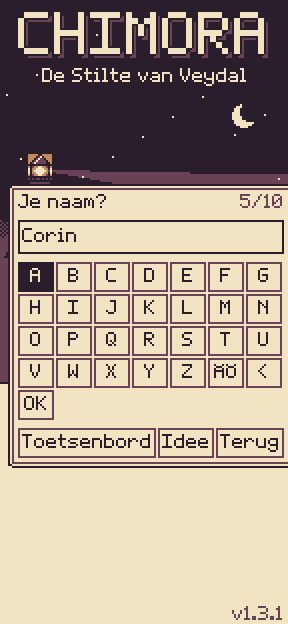 CHIMORA
De Stilte van Veydal
Je naam? 5/10
Corin
A B C D E F G
H I J K L M N
O P Q R S T U
V W X Y Z ÄÖ <
OK
Toetsenbord Idee Terug
v1.3.1